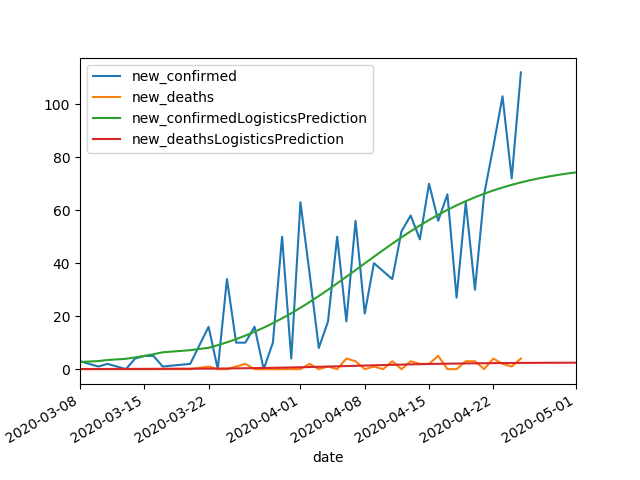 new_confirmed
new_deaths
new_confirmedLogisticsPrediction
new_deathsLogisticsPrediction
100
80
60
40
20
0
2020-03-08
2020-03-15
2020-03-22
2020-04-01
2020-04-08
2020-04-15
2020-04-22
2020-05-01
date